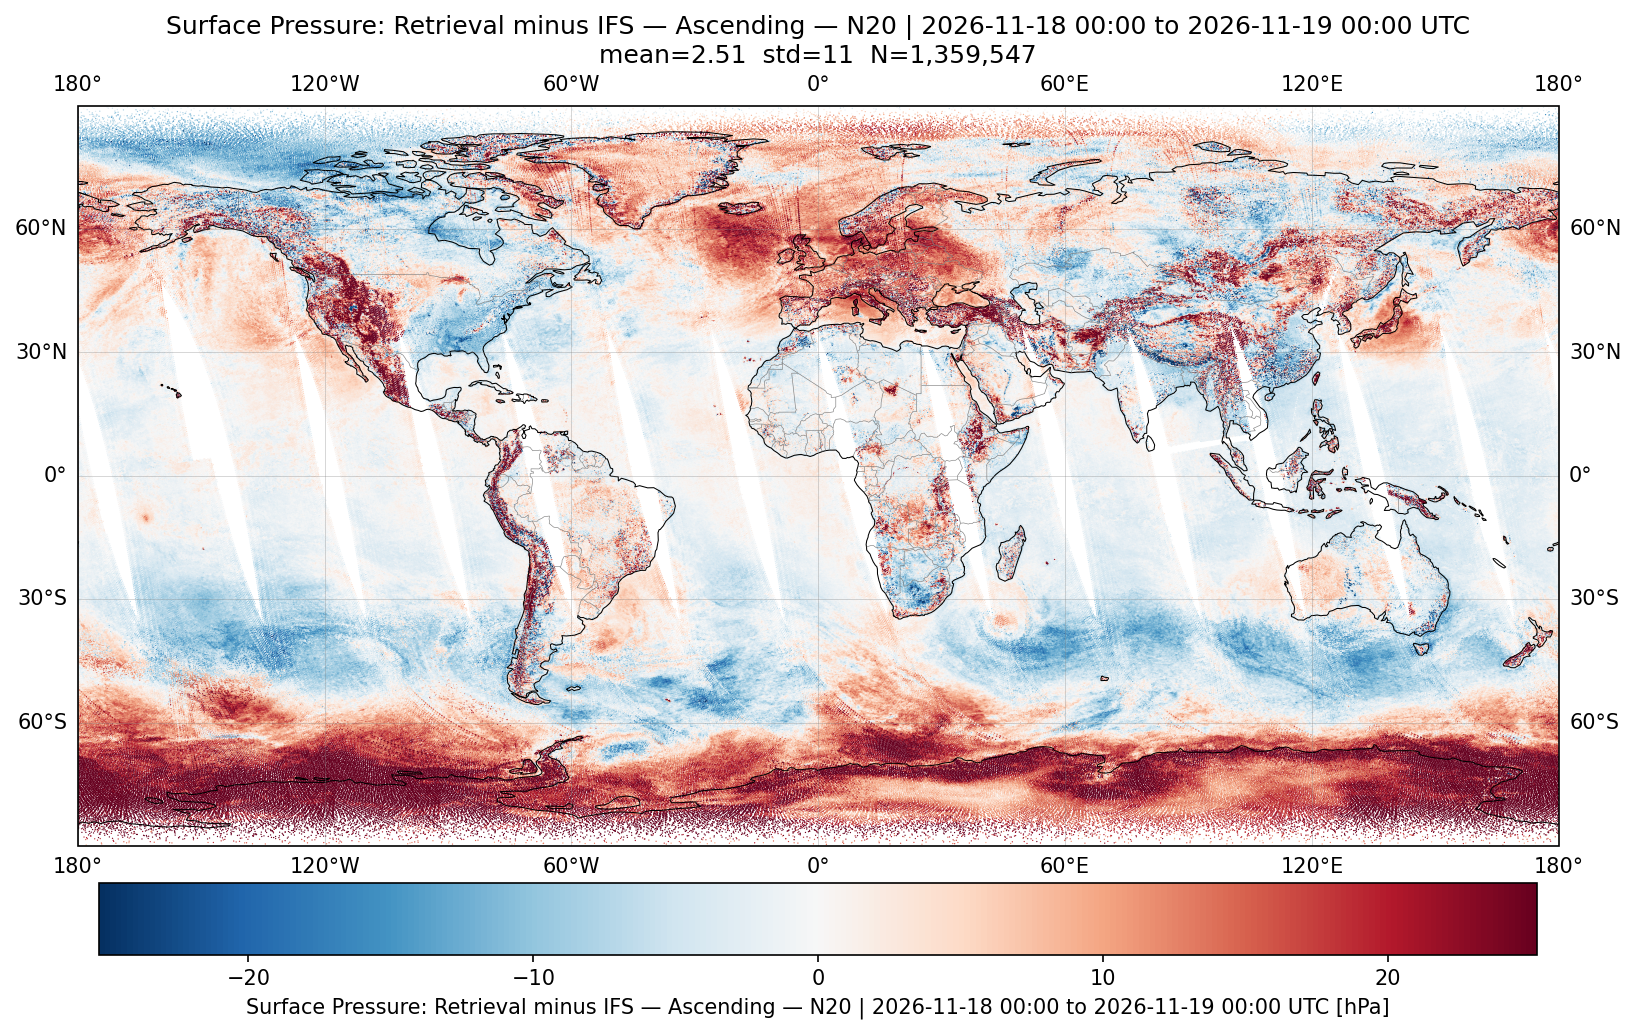 Surface Pressure: Retrieval minus IFS — Ascending — N20 | 2026-11-18 00:00 to 2026-11-19 00:00 UTC
mean=2.51  std=11  N=1,359,547
180° 120°W 60°W 0° 60°E 120°E 180°
60°N 60°N
30°N 30°N
0° 0°
30°S 30°S
60°S 60°S
180° 120°W 60°W 0° 60°E 120°E 180°
−20 −10 0 10 20
Surface Pressure: Retrieval minus IFS — Ascending — N20 | 2026-11-18 00:00 to 2026-11-19 00:00 UTC [hPa]